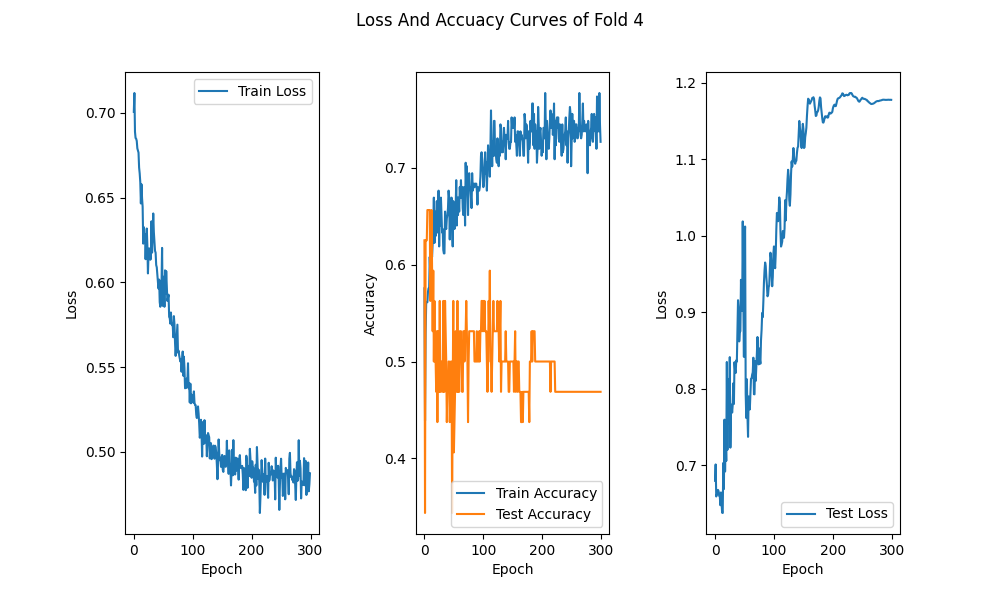 Loss And Accuacy Curves of Fold 4
Train Loss
0.70
0.65
0.60
0.55
0.50
Loss
0 100 200 300
Epoch
0.7
0.6
0.5
0.4
Accuracy
Train Accuracy
Test Accuracy
0 100 200 300
Epoch
1.2
1.1
1.0
0.9
0.8
0.7
Loss
Test Loss
0 100 200 300
Epoch